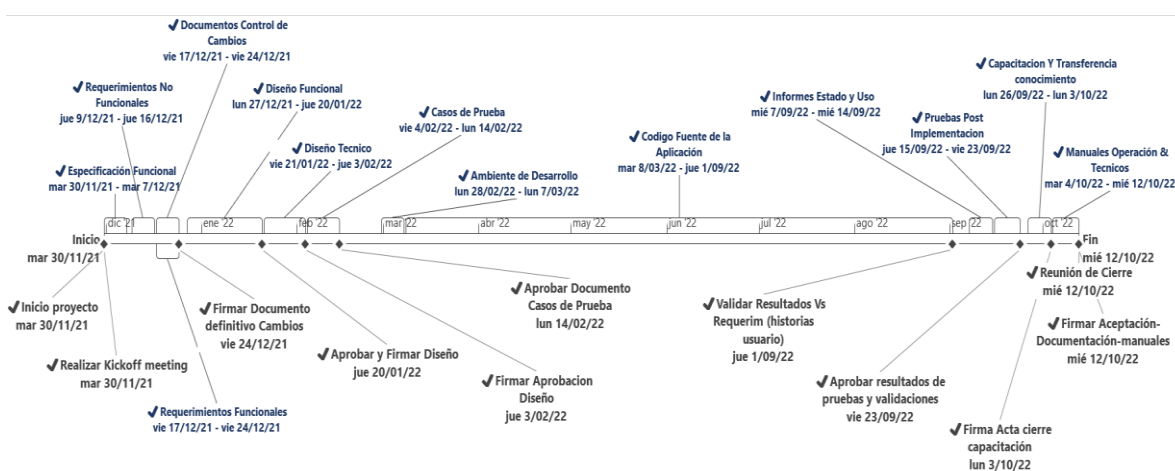 ✔Documentos Control de
Cambios
vie 17/12/21 - vie 24/12/21
✔Requerimientos No
Funcionales
jue 9/12/21 - jue 16/12/21
✔Diseño Funcional
lun 27/12/21 - jue 20/01/22
✔Especificación Funcional
mar 30/11/21 - mar 7/12/21
✔Diseño Tecnico
vie 21/01/22 - jue 3/02/22
✔Casos de Prueba
vie 4/02/22 - lun 14/02/22
✔Ambiente de Desarrollo
lun 28/02/22 - lun 7/03/22
✔Codigo Fuente de la
Aplicación
mar 8/03/22 - jue 1/09/22
✔Informes Estado y Uso
mié 7/09/22 - mié 14/09/22
✔Pruebas Post
Implementacion
jue 15/09/22 - vie 23/09/22
✔Capacitacion Y Transferencia
conocimiento
lun 26/09/22 - lun 3/10/22
✔Manuales Operación &
Tecnicos
mar 4/10/22 - mié 12/10/22
dic '21 ene '22 feb '22 mar '22 abr '22 may '22 jun '22 jul '22 ago '22 sep '22 oct '22
Inicio
mar 30/11/21
Fin
mié 12/10/22
✔Inicio proyecto
mar 30/11/21
✔Realizar Kickoff meeting
mar 30/11/21
✔Firmar Documento
definitivo Cambios
vie 24/12/21
✔Requerimientos Funcionales
vie 17/12/21 - vie 24/12/21
✔Aprobar y Firmar Diseño
jue 20/01/22
✔Firmar Aprobacion
Diseño
jue 3/02/22
✔Aprobar Documento
Casos de Prueba
lun 14/02/22
✔Validar Resultados Vs
Requerim (historias
usuario)
jue 1/09/22
✔Aprobar resultados de
pruebas y validaciones
vie 23/09/22
✔Firma Acta cierre
capacitación
lun 3/10/22
✔Reunión de Cierre
mié 12/10/22
✔Firmar Aceptación-
Documentación-manuales
mié 12/10/22